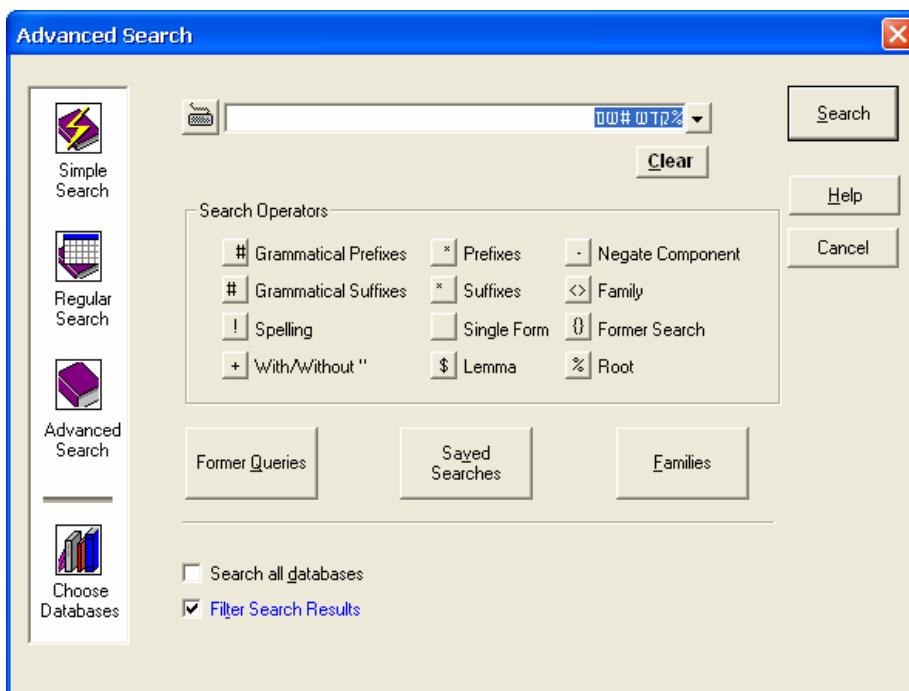 Advanced Search
%קדש #שם
Search
Clear
Simple
Search
Help
Search Operators
Cancel
# Grammatical Prefixes
* Prefixes
- Negate Component
# Grammatical Suffixes
* Suffixes
<> Family
Regular
Search
! Spelling
Single Form
{} Former Search
+ With/Without "
$ Lemma
% Root
Advanced
Search
Former Queries
Saved
Searches
Families
Search all databases
Choose
Databases
Filter Search Results